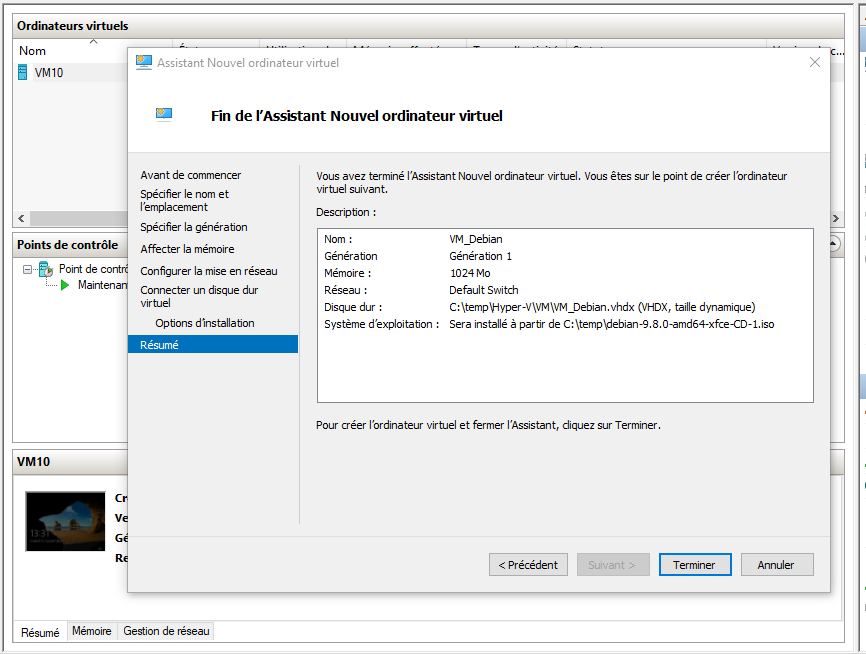 Ordinateurs virtuels
Nom
VM10
Assistant Nouvel ordinateur virtuel
Fin de l'Assistant Nouvel ordinateur virtuel
Avant de commencer
Spécifier le nom et
l'emplacement
Spécifier la génération
Affecter la mémoire
Configurer la mise en réseau
Connecter un disque dur
virtuel
Options d'installation
Résumé
Vous avez terminé l'Assistant Nouvel ordinateur virtuel. Vous êtes sur le point de créer l'ordinateur
virtuel suivant.
Description :
Nom : VM_Debian
Génération Génération 1
Mémoire : 1024 Mo
Réseau : Default Switch
Disque dur : C:\temp\Hyper-V\VM\VM_Debian.vhdx (VHDX, taille dynamique)
Système d'exploitation : Sera installé à partir de C:\temp\debian-9.8.0-amd64-xfce-CD-1.iso
Pour créer l'ordinateur virtuel et fermer l'Assistant, cliquez sur Terminer.
< Précédent
Suivant >
Terminer
Annuler
Points de contrôle
Point de contrô
Maintenan
VM10
13:31
Cr
Ve
Gé
Re
Résumé
Mémoire
Gestion de réseau